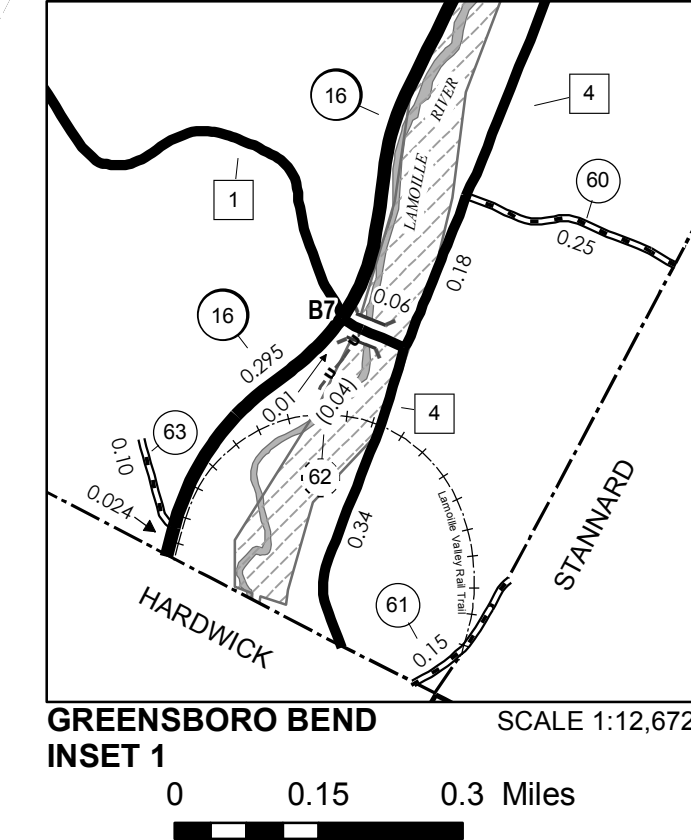 16
4
RIVER
LAMOILLE
1
60
0.25
0.18
B7
0.06
16
0.295
0.01
(0.04)
4
63
0.10
62
0.024
0.34
Lamoille Valley Rail Trail
STANNARD
HARDWICK
61
0.15
GREENSBORO BEND
INSET 1
SCALE 1:12,672
0 0.15 0.3 Miles